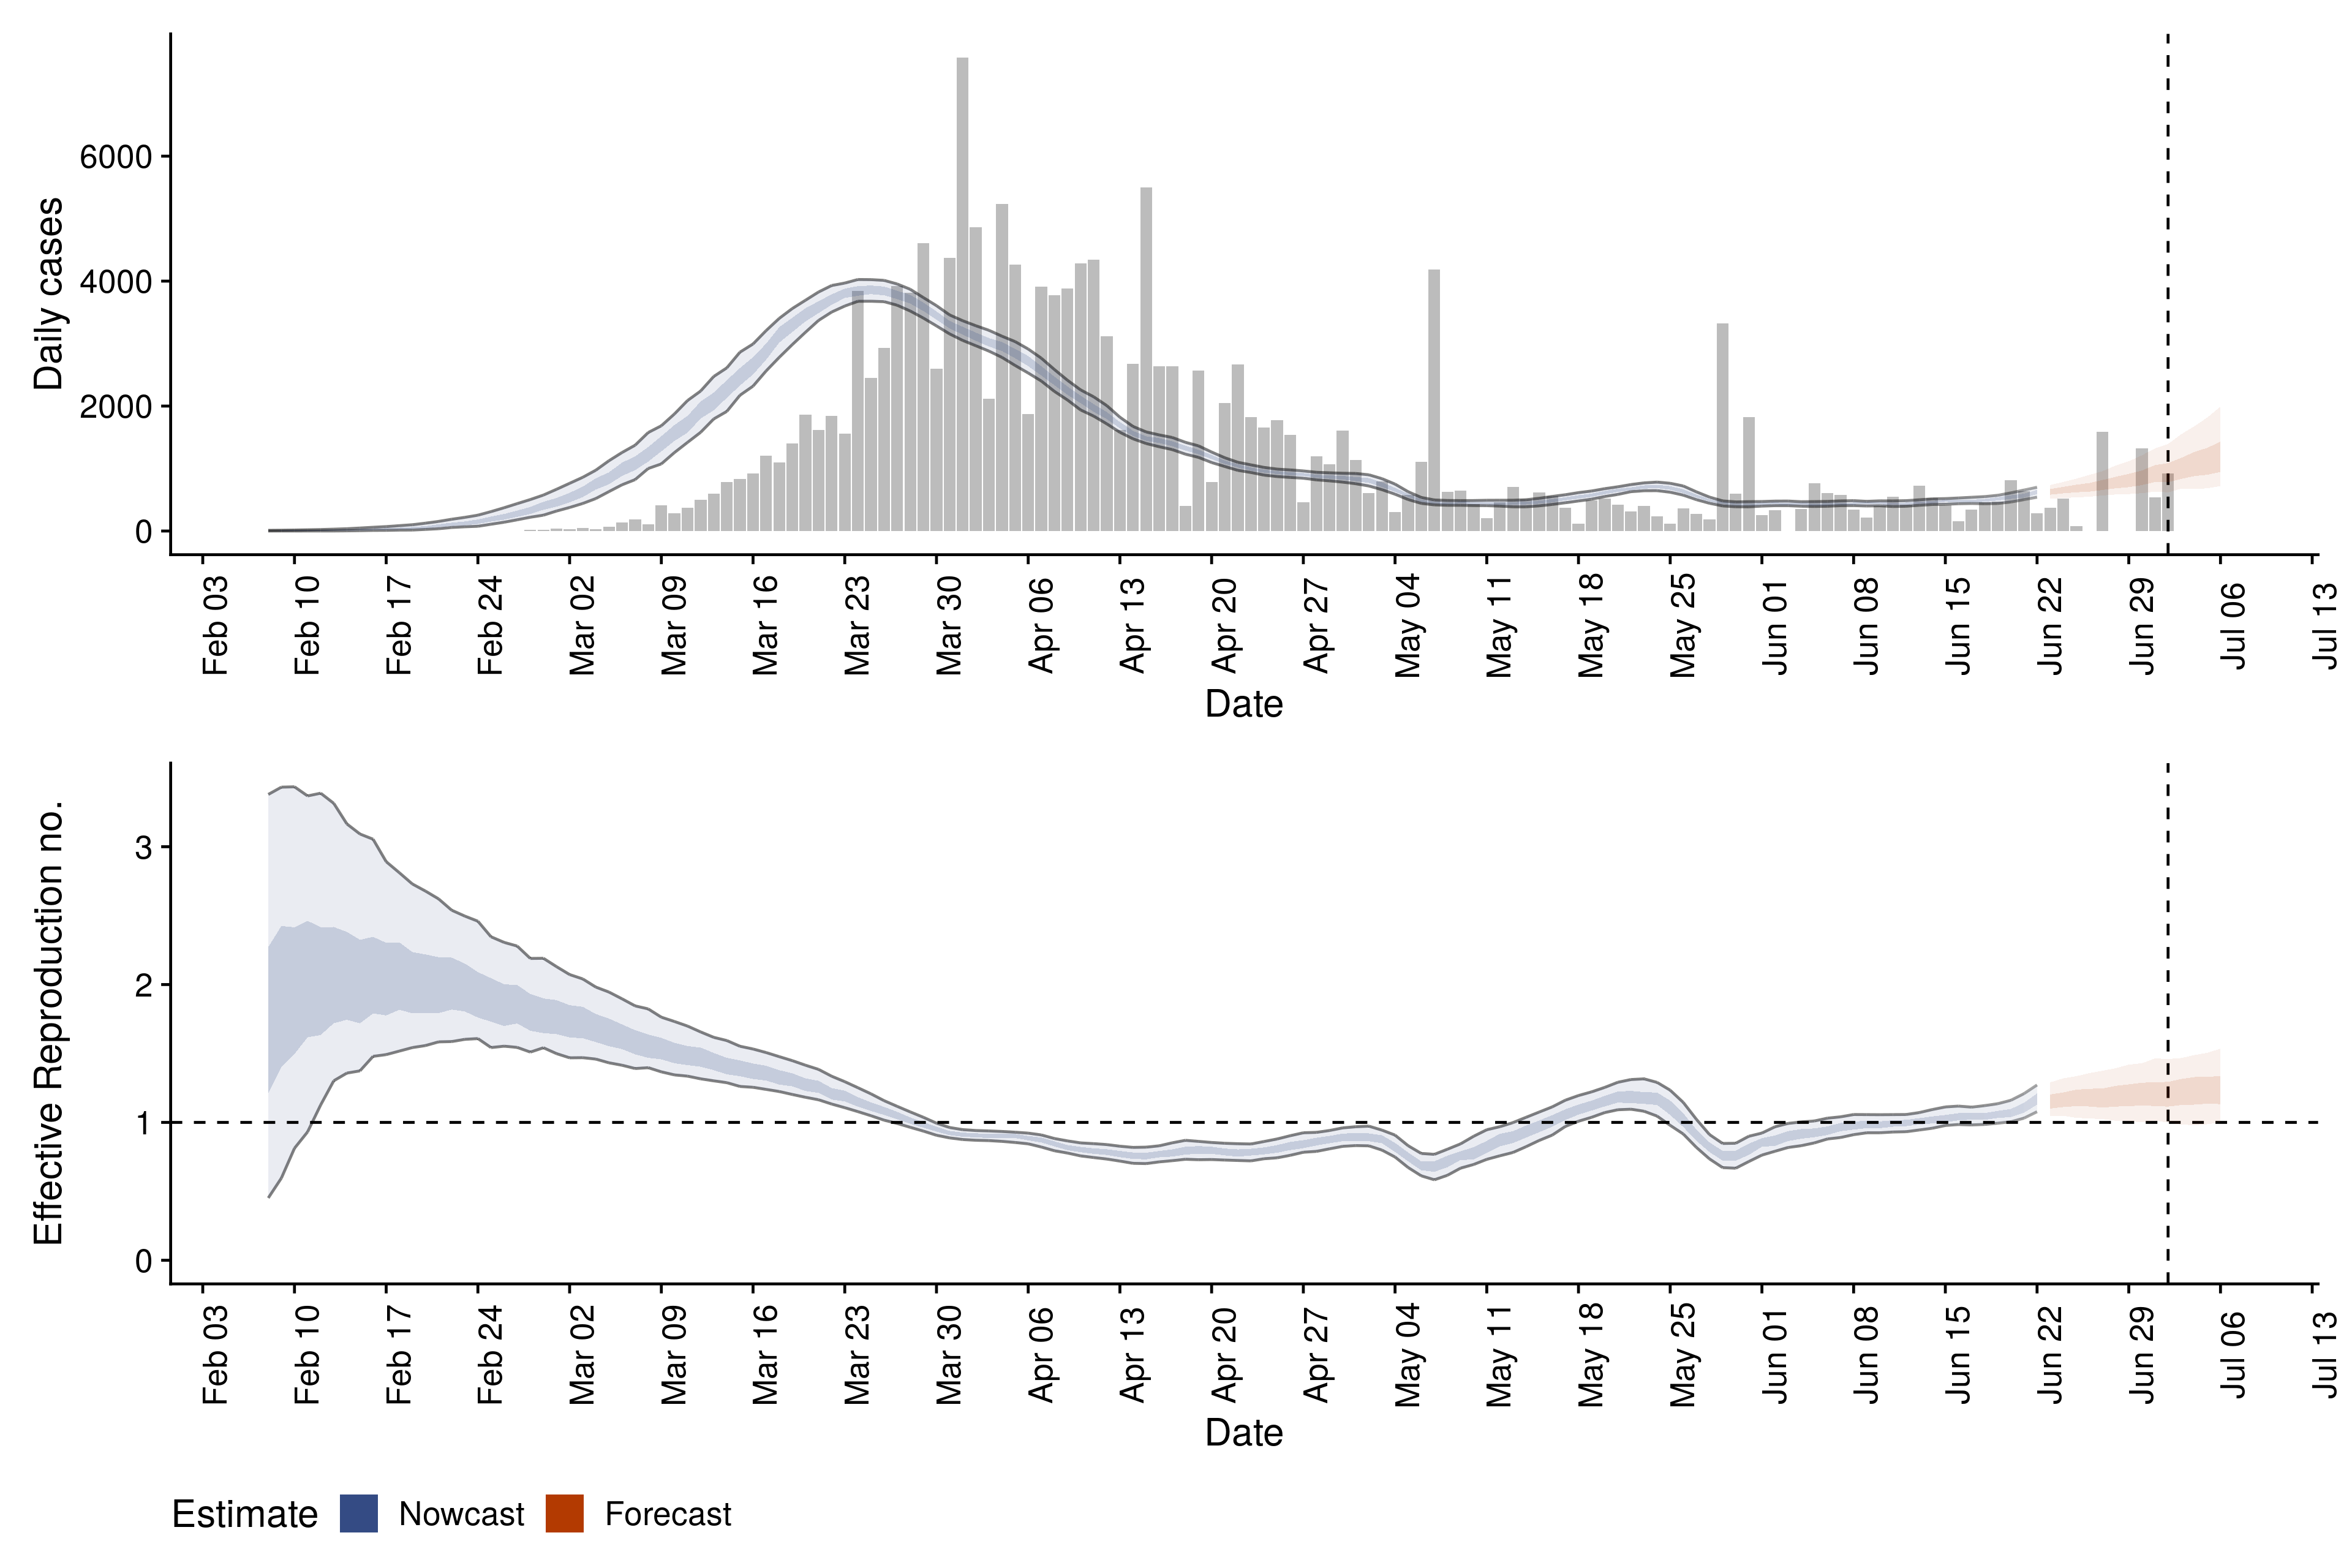 Daily cases
6000
4000
2000
0
Feb 03
Feb 10
Feb 17
Feb 24
Mar 02
Mar 09
Mar 16
Mar 23
Mar 30
Apr 06
Apr 13
Apr 20
Apr 27
May 04
May 11
May 18
May 25
Jun 01
Jun 08
Jun 15
Jun 22
Jun 29
Jul 06
Jul 13
Date
Effective Reproduction no.
3
2
1
0
Feb 03
Feb 10
Feb 17
Feb 24
Mar 02
Mar 09
Mar 16
Mar 23
Mar 30
Apr 06
Apr 13
Apr 20
Apr 27
May 04
May 11
May 18
May 25
Jun 01
Jun 08
Jun 15
Jun 22
Jun 29
Jul 06
Jul 13
Date
Estimate Nowcast Forecast